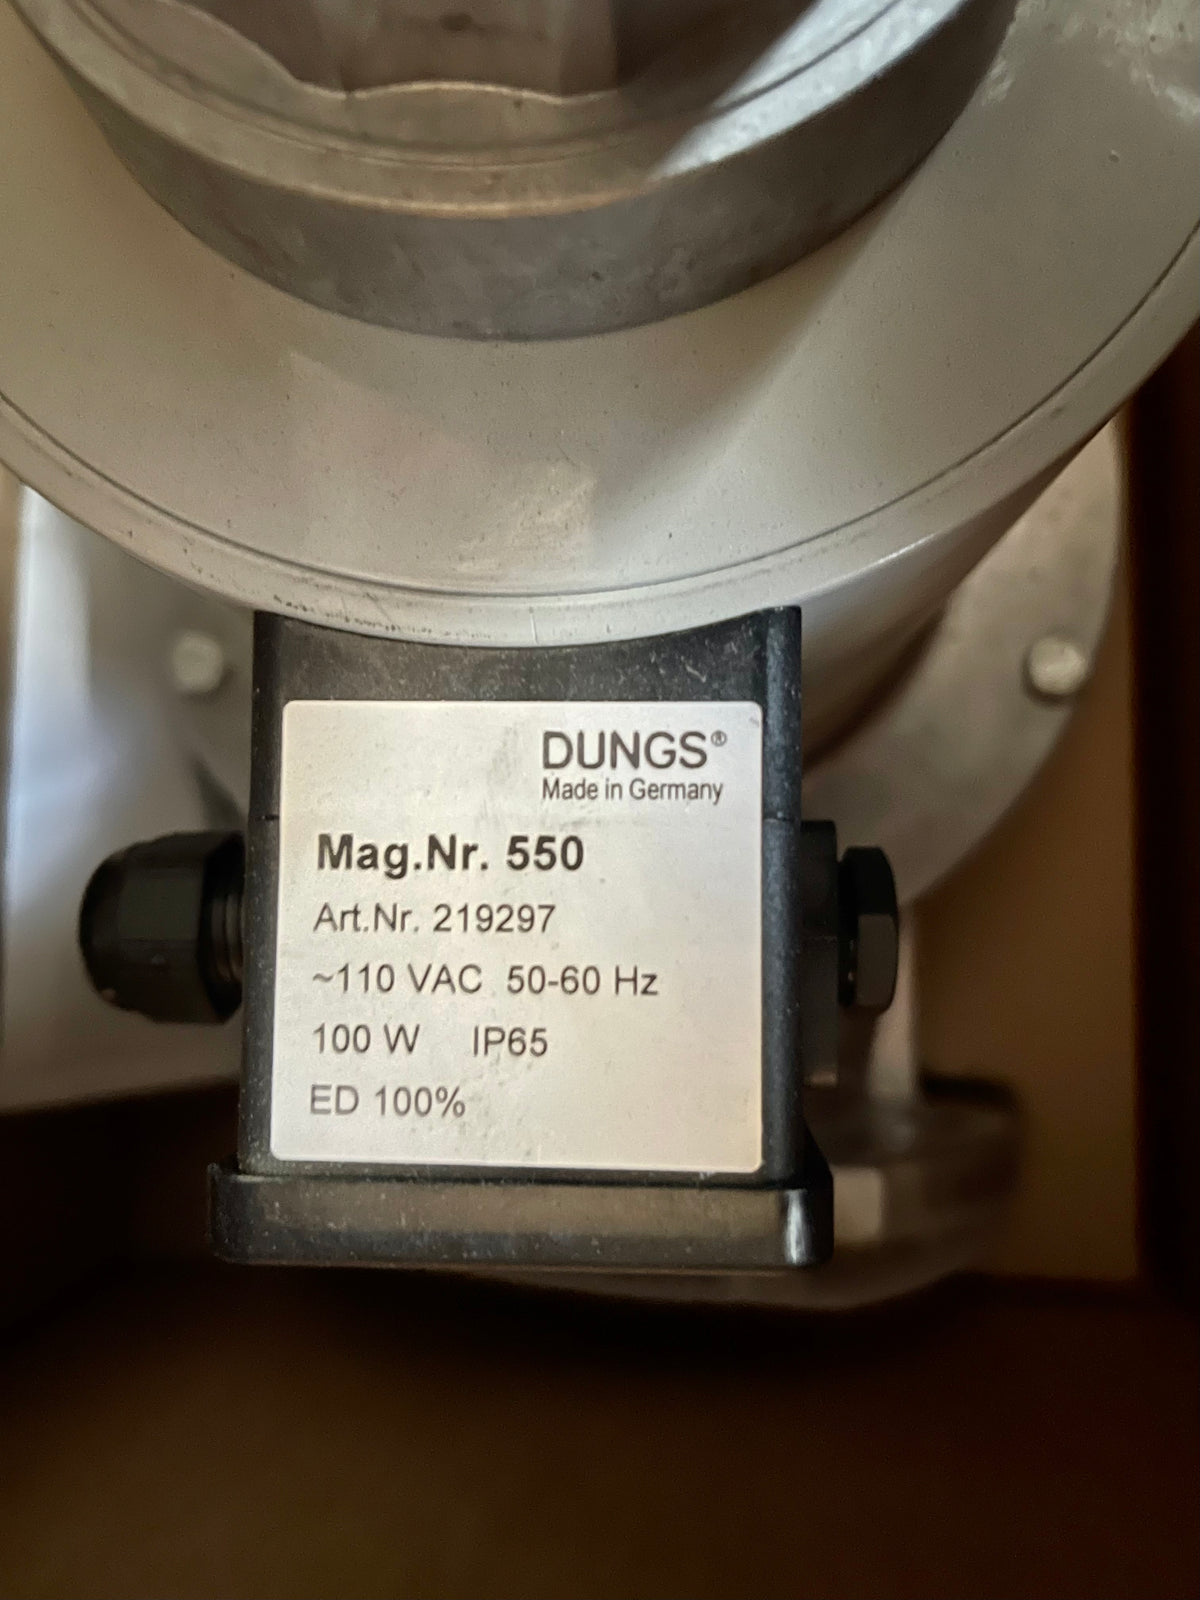 DUNGS®
Made in Germany
Mag.Nr. 550
Art.Nr. 219297
~110 VAC 50-60 Hz
100 W IP65
ED 100%